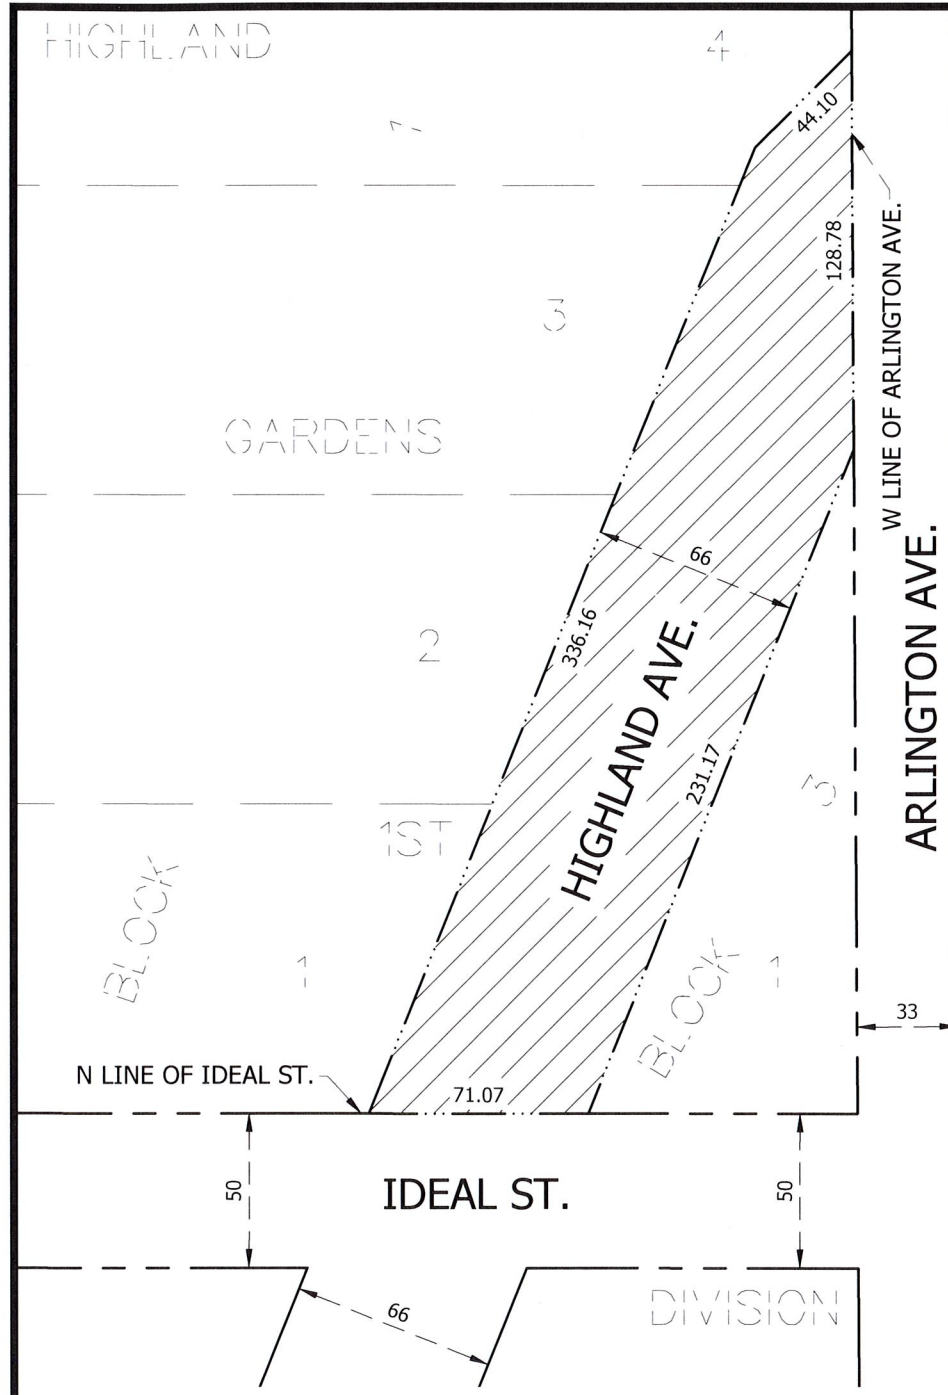 HIGHLAND
4
44.10
128.78
W LINE OF ARLINGTON AVE.
3
GARDENS
ARLINGTON AVE.
66
336.16
2
HIGHLAND AVE.
231.17
3
1ST
BLOCK
1
BLOCK
1
33
N LINE OF IDEAL ST.
71.07
50
IDEAL ST.
50
66
DIVISION